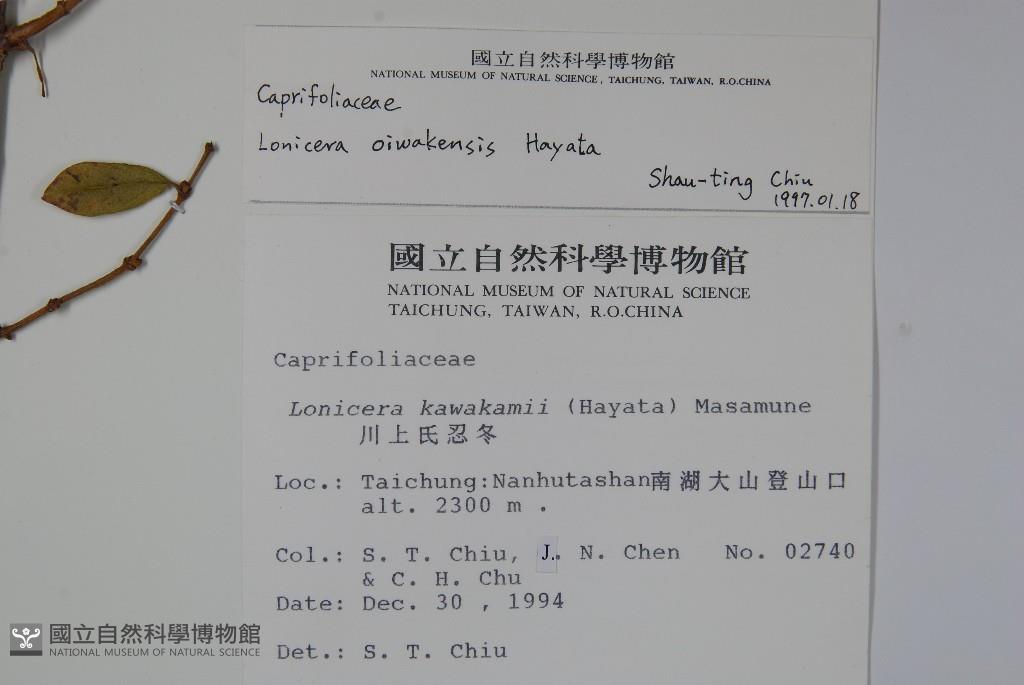 國立自然科學博物館
NATIONAL MUSEUM OF NATURAL SCIENCE, TAICHUNG, TAIWAN, R.O.CHINA
Caprifoliaceae
Lonicera oiwakensis Hayata
Shau-ting Chiu
1997.01.18
國立自然科學博物館
NATIONAL MUSEUM OF NATURAL SCIENCE
TAICHUNG, TAIWAN, R.O.CHINA
Caprifoliaceae
Lonicera kawakamii (Hayata) Masamune
川上氏忍冬
Loc.: Taichung:Nanhutashan南湖大山登山口
alt. 2300 m .
Col.: S. T. Chiu, J. N. Chen No. 02740
& C. H. Chu
Date: Dec. 30 , 1994
Det.: S. T. Chiu
國立自然科學博物館
NATIONAL MUSEUM OF NATURAL SCIENCE